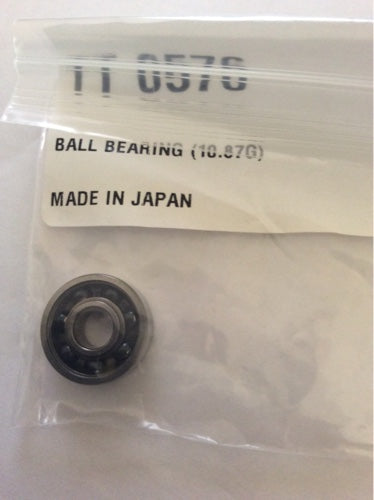 TT 0576
BALL BEARING (10.87G)
MADE IN JAPAN